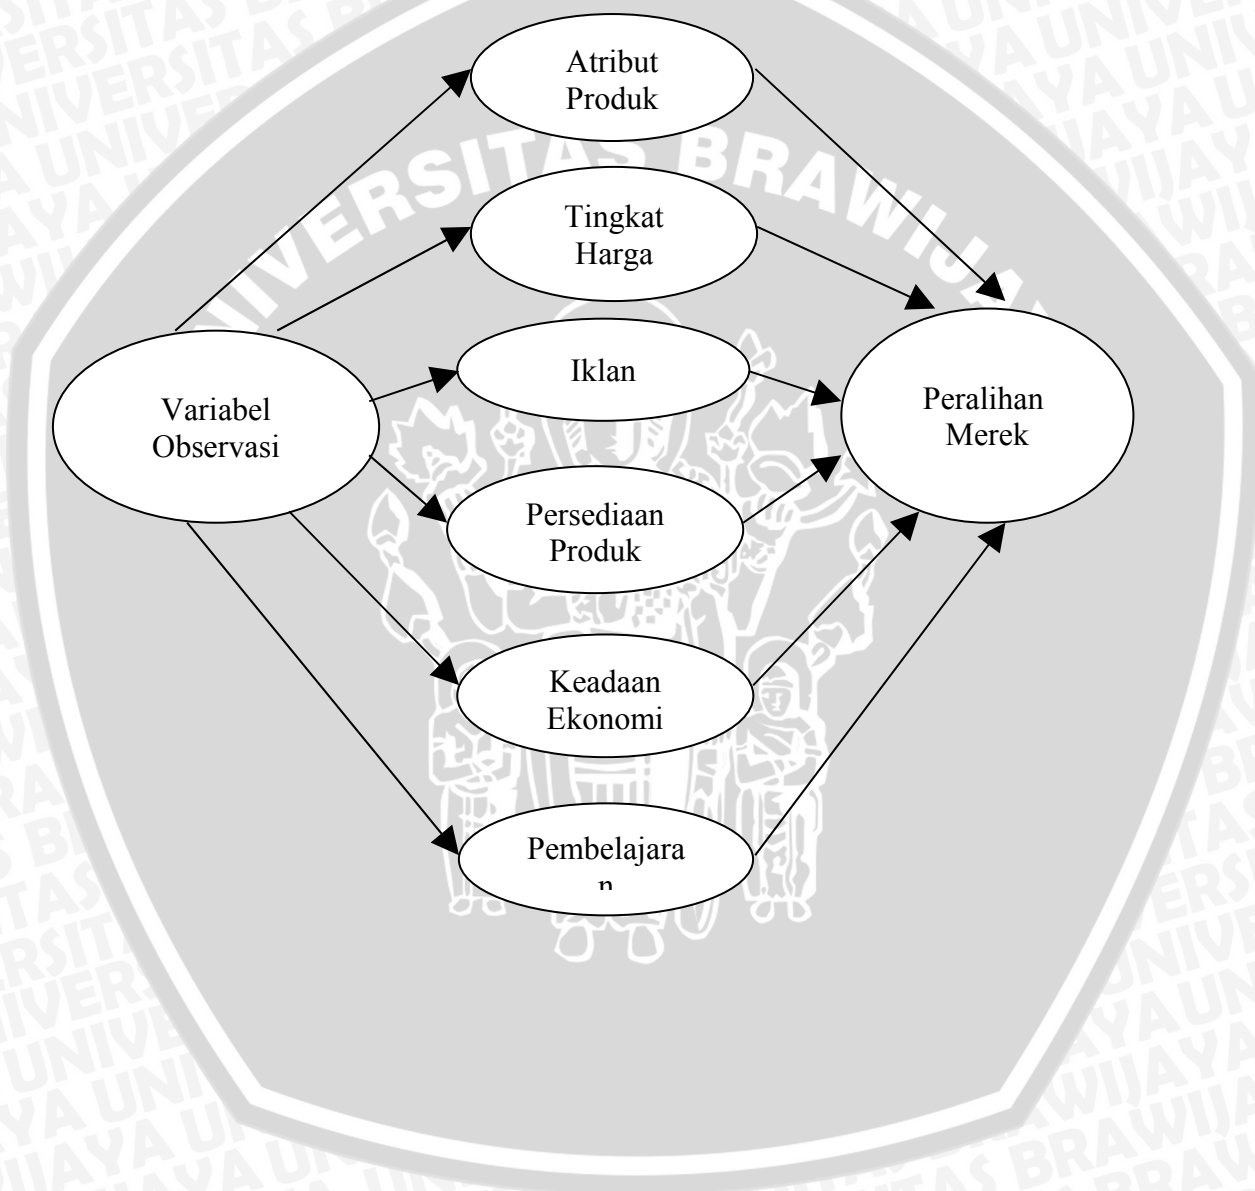 Atribut
Produk
UNIVERSITAS BRAWIJAYA
Tingkat
Harga
Iklan
Variabel
Observasi
Peralihan
Merek
Persediaan
Produk
Keadaan
Ekonomi
Pembelajara
n